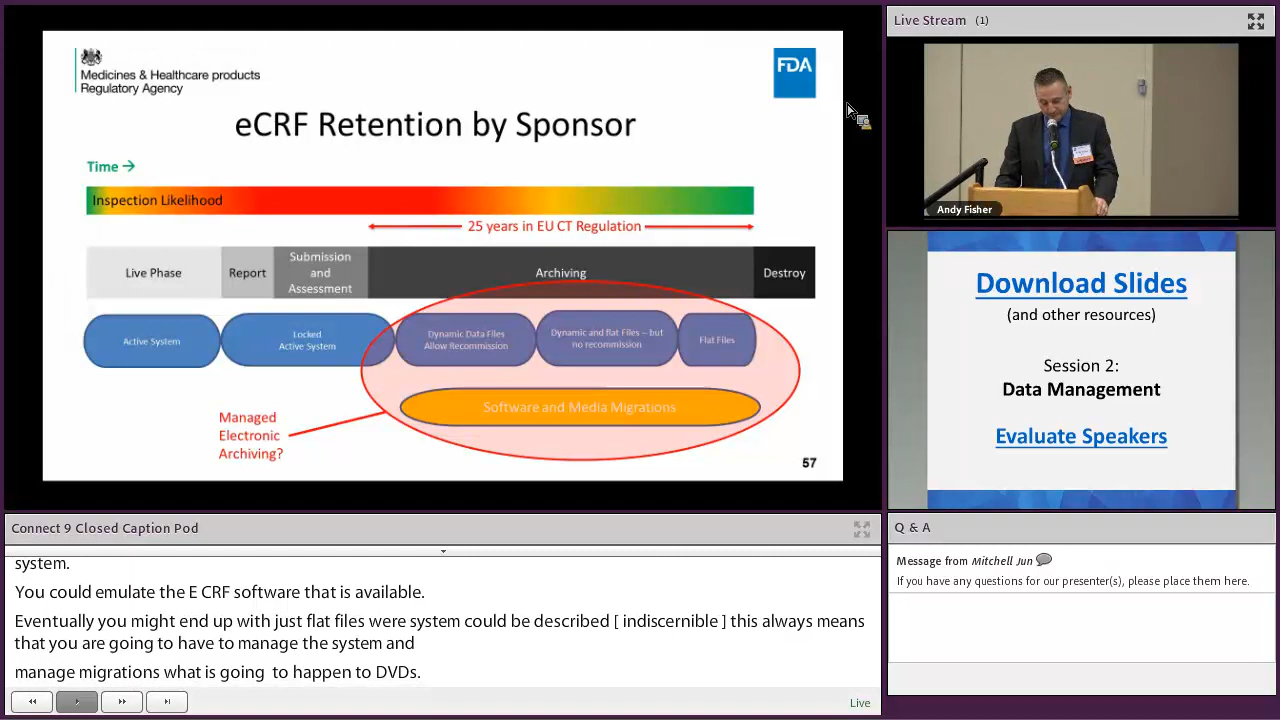 Medicines & Healthcare products
Regulatory Agency
FDA
eCRF Retention by Sponsor
Time →
Inspection Likelihood
25 years in EU CT Regulation
Live Phase
Report
Submission
and
Assessment
Archiving
Destroy
Active System
Locked
Active System
Dynamic Data Files
Allow Recommission
Dynamic and flat Files – but
no recommission
Flat Files
Software and Media Migrations
Managed
Electronic
Archiving?
57
Live Stream (1)
Andy Fisher
Download Slides
(and other resources)
Session 2:
Data Management
Evaluate Speakers
Connect 9 Closed Caption Pod
system.
You could emulate the E CRF software that is available.
Eventually you might end up with just flat files were system could be described [ indiscernible ] this always means
that you are going to have to manage the system and
manage migrations what is going to happen to DVDs.
Live
Q & A
Message from Mitchell Jun
If you have any questions for our presenter(s), please place them here.